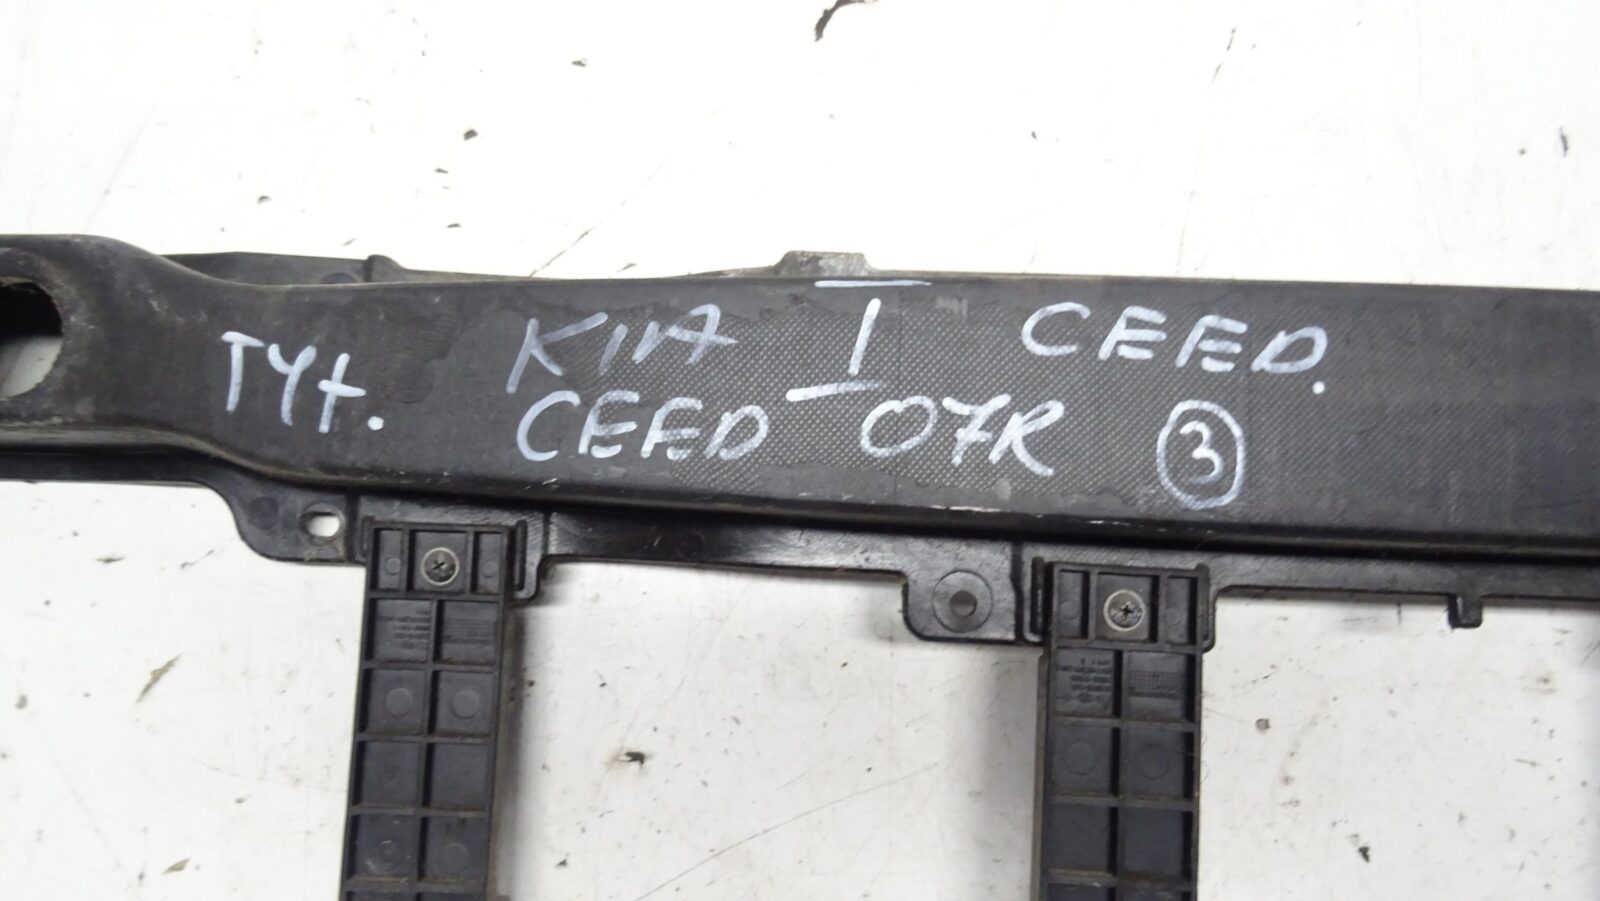 TYŁ. KIA I CEED.
CEED 07R ③